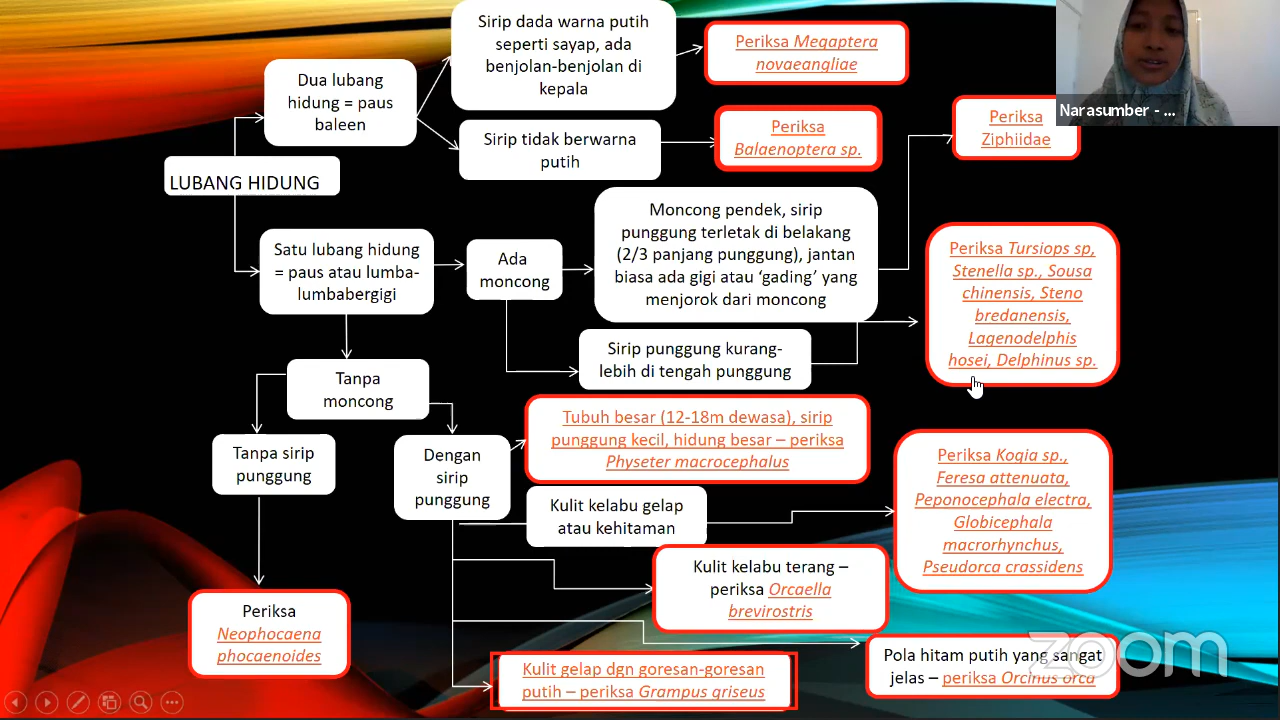 Sirip dada warna putih
seperti sayap, ada
benjolan-benjolan di
kepala
Periksa Megaptera
novaeangliae
Dua lubang
hidung = paus
baleen
Narasumber - ...
Sirip tidak berwarna
putih
Periksa
Balaenoptera sp.
Periksa
Ziphiidae
LUBANG HIDUNG
Moncong pendek, sirip
punggung terletak di belakang
(2/3 panjang punggung), jantan
biasa ada gigi atau ‘gading’ yang
menjorok dari moncong
Satu lubang hidung
= paus atau lumba-
lumbabergigi
Ada
moncong
Periksa Tursiops sp,
Stenella sp., Sousa
chinensis, Steno
bredanensis,
Lagenodelphis
hosei, Delphinus sp.
Sirip punggung kurang-
lebih di tengah punggung
Tanpa
moncong
Tubuh besar (12-18m dewasa), sirip
punggung kecil, hidung besar – periksa
Physeter macrocephalus
Tanpa sirip
punggung
Dengan
sirip
punggung
Periksa Kogia sp.,
Feresa attenuata,
Peponocephala electra,
Globicephala
macrorhynchus,
Pseudorca crassidens
Kulit kelabu gelap
atau kehitaman
Kulit kelabu terang –
periksa Orcaella
brevirostris
Periksa
Neophocaena
phocaenoides
Pola hitam putih yang sangat
jelas – periksa Orcinus orca
Kulit gelap dgn goresan-goresan
putih – periksa Grampus griseus
zoom